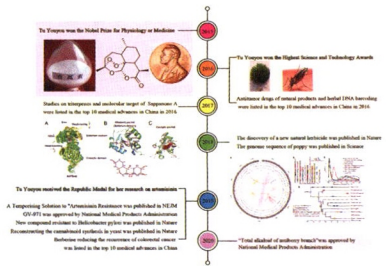 Tu Youyou won the Nobel Prize for Physiology or Medicine
2015
2016
Tu Youyou won the Highest Science and Technology Awards
Antitumor drugs of natural products and herbal DNA barcoding
were listed in the top 10 medical advances in China in 2016
Studies on triterpenes and molecular target of
were listed in the top 10 medical advances in China in 2016
2017
A
B
C
2018
The discovery of a new natural herbicide was published in Nature
The genome sequence of poppy was published in Science
Tu Youyou received the Republic Medal for her research on artemisinin
2019
A Temporising Solution to "Artemisinin Resistance was published in NEJM
GV-971 was approved by National Medical Products Administration
New compound resistant to Helicobacter pylori was published in Nature
Reconstructing the cannabinoid synthesis in yeast was published in Nature
Berberine reducing the recurrence of colorectal cancer
was listed in the top 10 medical advances in China
2020
"Total alkaloid of mulberry branch"was approved by
National Medical Products Administration